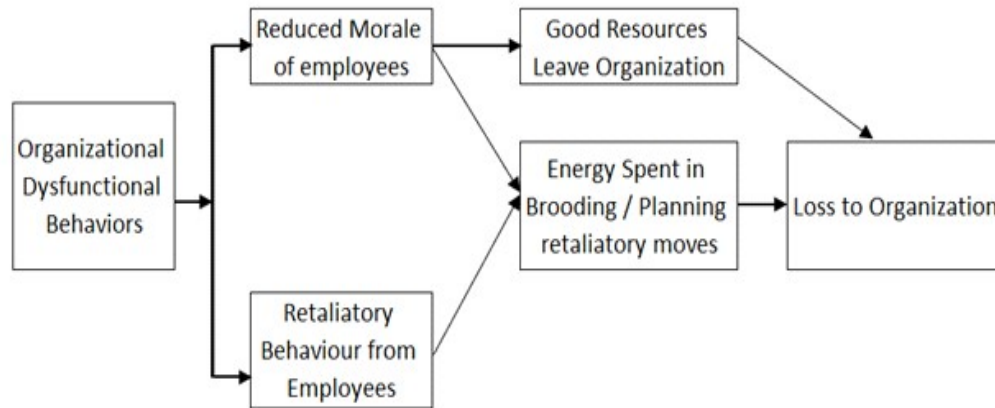 Reduced Morale
of employees
Good Resources
Leave Organization
Organizational
Dysfunctional
Behaviors
Energy Spent in
Brooding / Planning
retaliatory moves
Loss to Organization
Retaliatory
Behaviour from
Employees